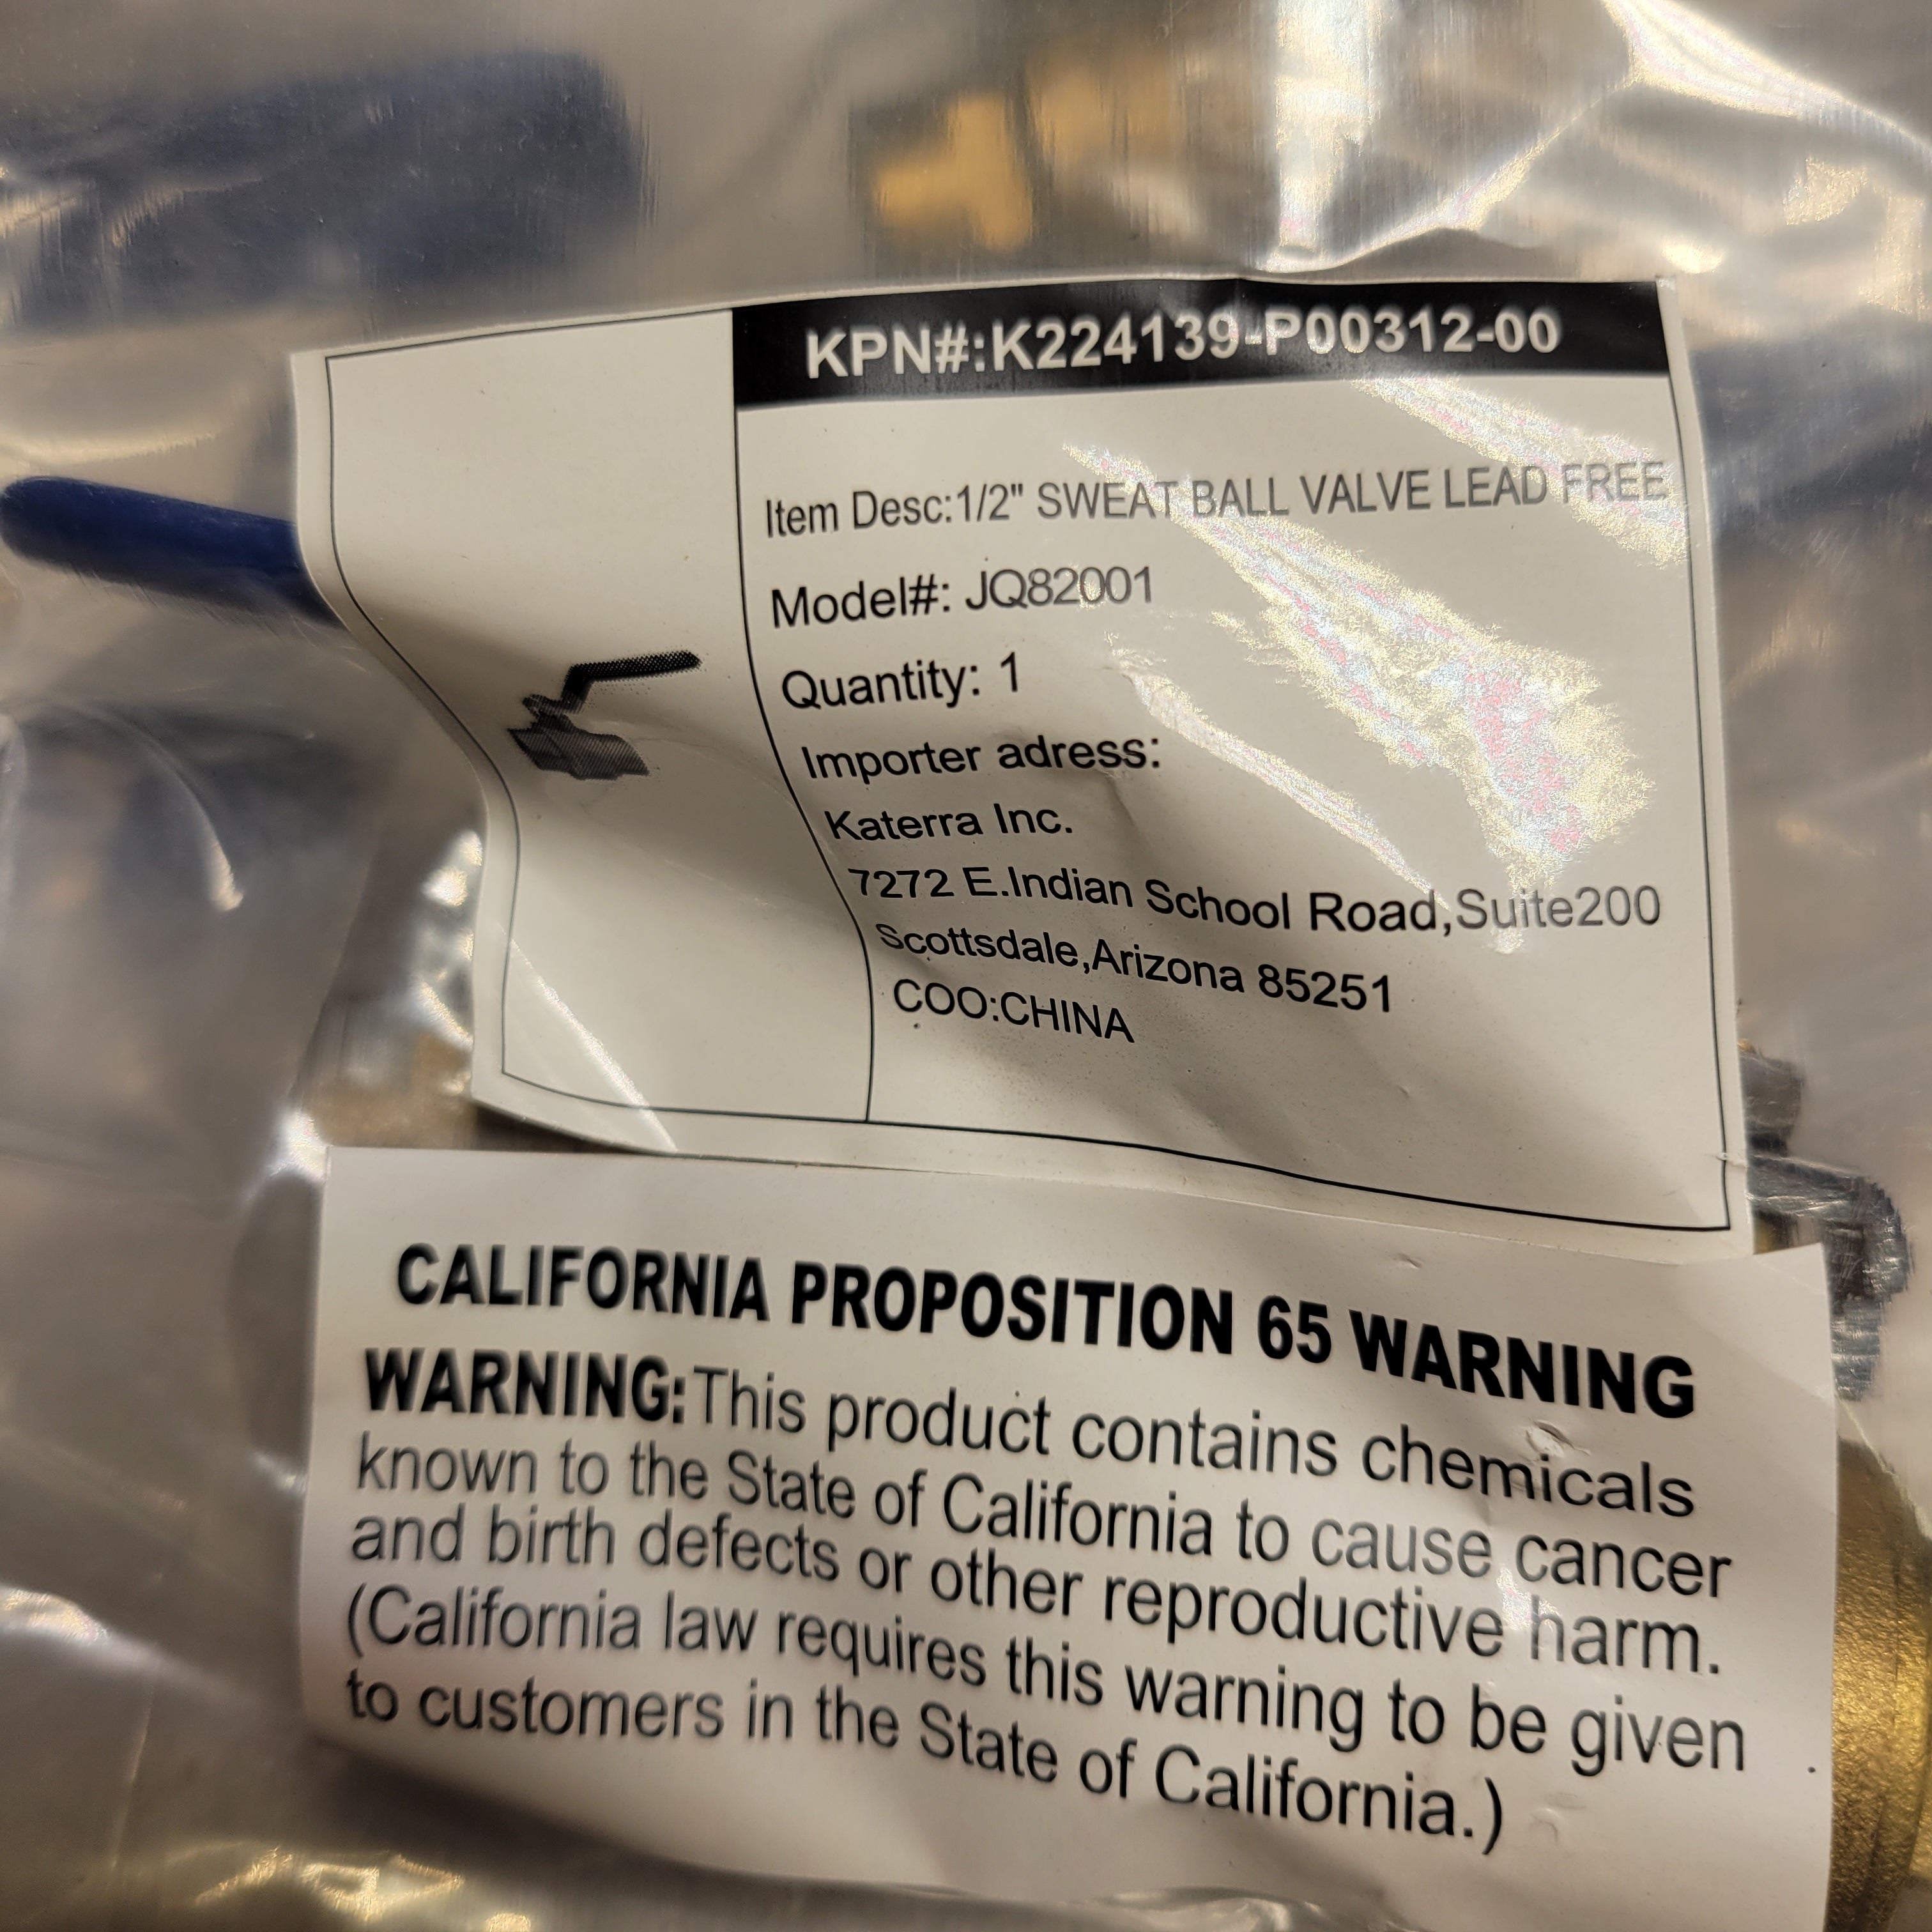 KPN#:K224139-P00312-00
Item Desc:1/2" SWEAT BALL VALVE LEAD FREE
Model#: JQ82001
Quantity: 1
Importer adress:
Katerra Inc.
7272 E.Indian School Road,Suite200
Scottsdale,Arizona 85251
COO:CHINA
CALIFORNIA PROPOSITION 65 WARNING
WARNING:This product contains chemicals
known to the State of California to cause cancer
and birth defects or other reproductive harm.
(California law requires this warning to be given
to customers in the State of California.)